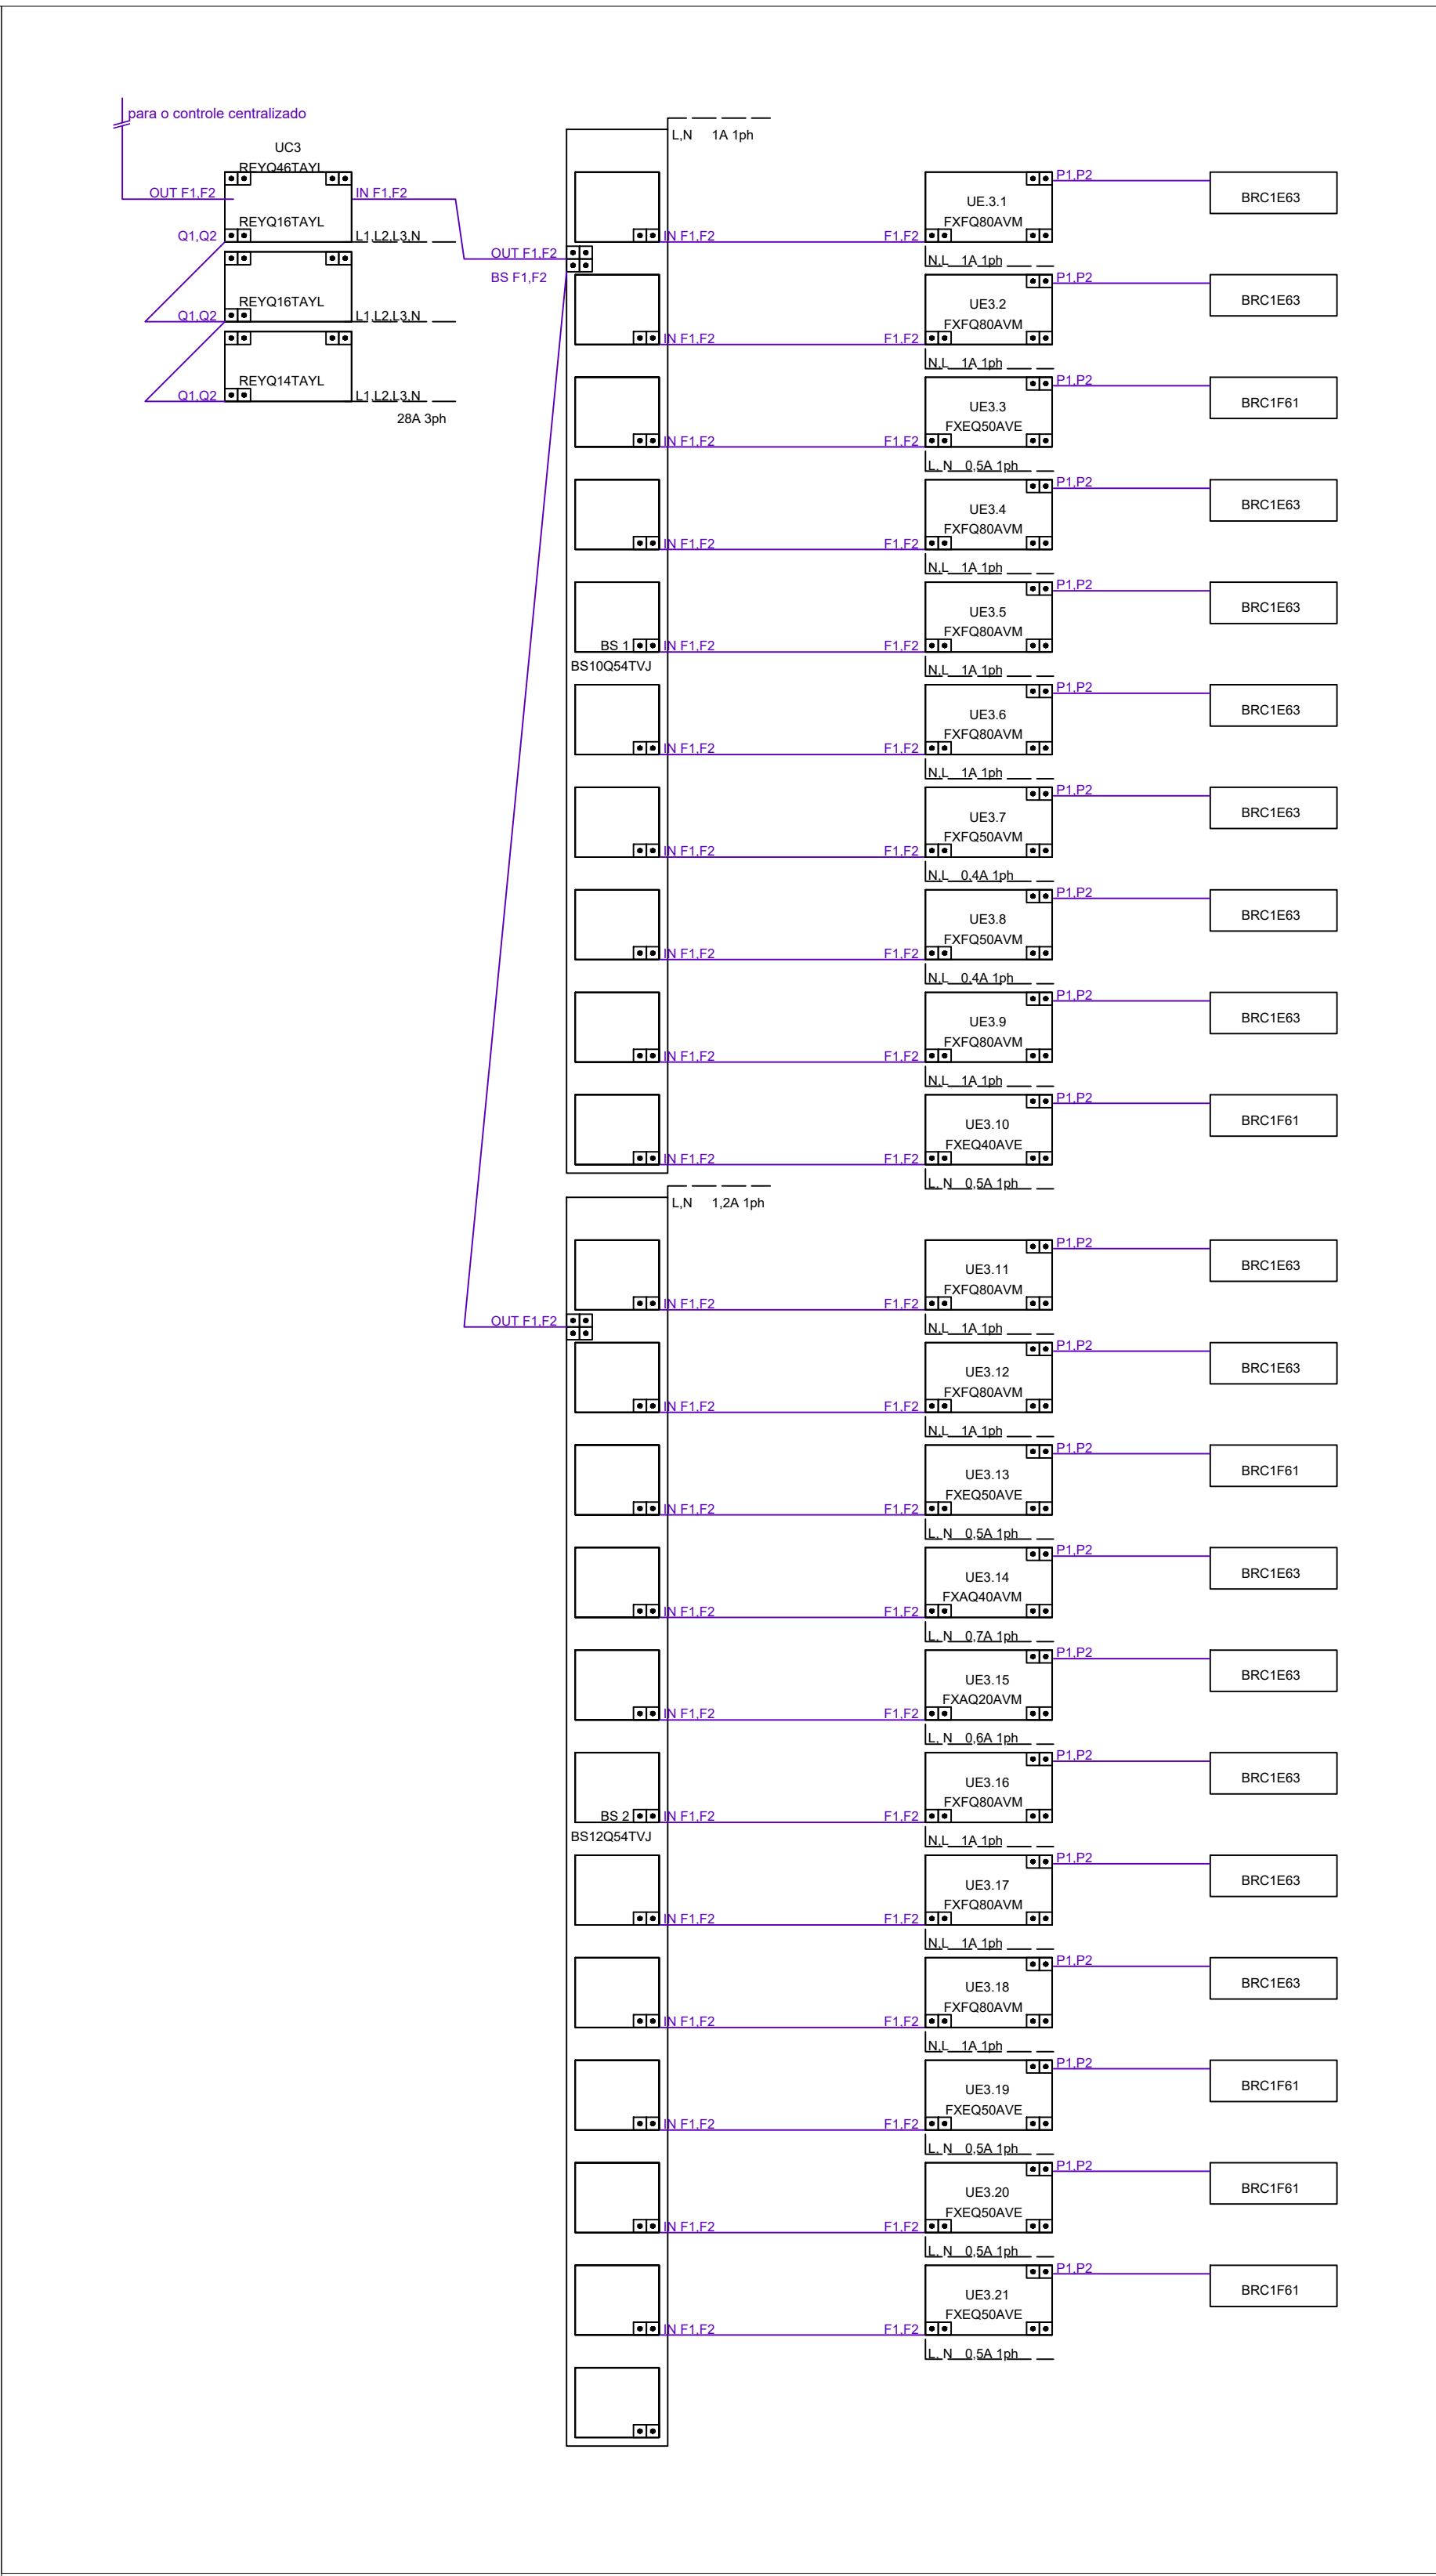 para o controle centralizado
UC3
REYQ46TAYL
OUT F1,F2
IN F1,F2
REYQ16TAYL
Q1,Q2
L1,L2,L3,N
REYQ16TAYL
Q1,Q2
L1,L2,L3,N
REYQ14TAYL
Q1,Q2
L1,L2,L3,N
28A 3ph
L,N 1A 1ph
OUT F1,F2
BS F1,F2
BS 1
BS10Q54TVJ
IN F1,F2 F1,F2
UE.3.1
FXFQ80AVM
N,L 1A 1ph
P1,P2
BRC1E63
IN F1,F2 F1,F2
UE3.2
FXFQ80AVM
N,L 1A 1ph
P1,P2
BRC1E63
IN F1,F2 F1,F2
UE3.3
FXEQ50AVE
L, N 0,5A 1ph
P1,P2
BRC1F61
IN F1,F2 F1,F2
UE3.4
FXFQ80AVM
N,L 1A 1ph
P1,P2
BRC1E63
IN F1,F2 F1,F2
UE3.5
FXFQ80AVM
N,L 1A 1ph
P1,P2
BRC1E63
IN F1,F2 F1,F2
UE3.6
FXFQ80AVM
N,L 1A 1ph
P1,P2
BRC1E63
IN F1,F2 F1,F2
UE3.7
FXFQ50AVM
N,L 0,4A 1ph
P1,P2
BRC1E63
IN F1,F2 F1,F2
UE3.8
FXFQ50AVM
N,L 0,4A 1ph
P1,P2
BRC1E63
IN F1,F2 F1,F2
UE3.9
FXFQ80AVM
N,L 1A 1ph
P1,P2
BRC1E63
IN F1,F2 F1,F2
UE3.10
FXEQ40AVE
L, N 0,5A 1ph
P1,P2
BRC1F61
L,N 1,2A 1ph
OUT F1,F2
BS 2
BS12Q54TVJ
IN F1,F2 F1,F2
UE3.11
FXFQ80AVM
N,L 1A 1ph
P1,P2
BRC1E63
IN F1,F2 F1,F2
UE3.12
FXFQ80AVM
N,L 1A 1ph
P1,P2
BRC1E63
IN F1,F2 F1,F2
UE3.13
FXEQ50AVE
L, N 0,5A 1ph
P1,P2
BRC1F61
IN F1,F2 F1,F2
UE3.14
FXAQ40AVM
L, N 0,7A 1ph
P1,P2
BRC1E63
IN F1,F2 F1,F2
UE3.15
FXAQ20AVM
L, N 0,6A 1ph
P1,P2
BRC1E63
IN F1,F2 F1,F2
UE3.16
FXFQ80AVM
N,L 1A 1ph
P1,P2
BRC1E63
IN F1,F2 F1,F2
UE3.17
FXFQ80AVM
N,L 1A 1ph
P1,P2
BRC1E63
IN F1,F2 F1,F2
UE3.18
FXFQ80AVM
N,L 1A 1ph
P1,P2
BRC1E63
IN F1,F2 F1,F2
UE3.19
FXEQ50AVE
L, N 0,5A 1ph
P1,P2
BRC1F61
IN F1,F2 F1,F2
UE3.20
FXEQ50AVE
L, N 0,5A 1ph
P1,P2
BRC1F61
IN F1,F2 F1,F2
UE3.21
FXEQ50AVE
L, N 0,5A 1ph
P1,P2
BRC1F61